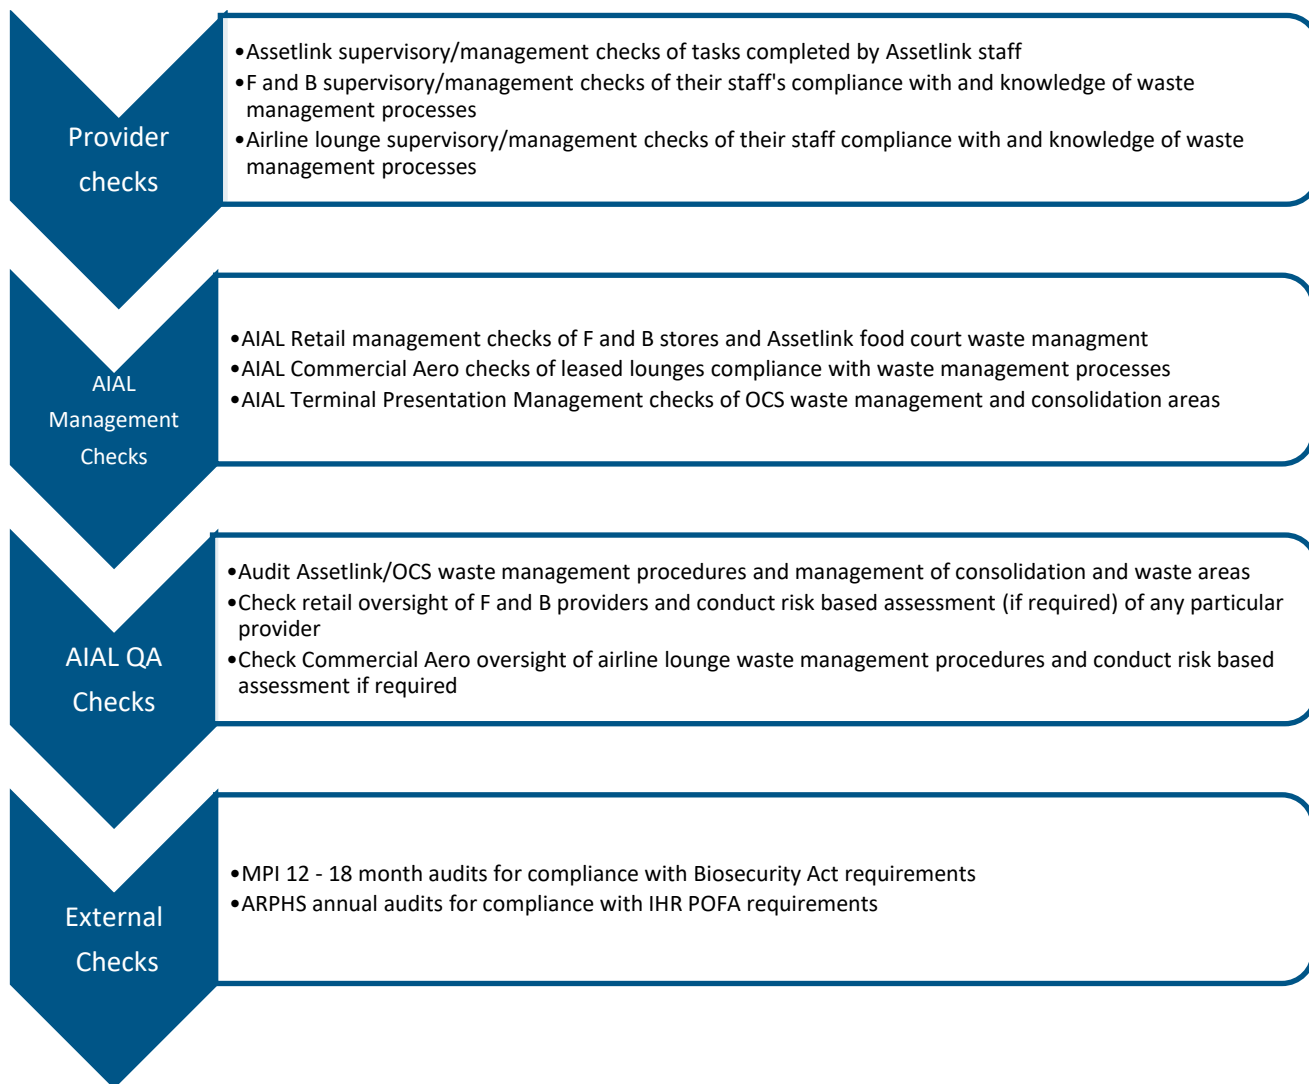 Provider
checks
•Assetlink supervisory/management checks of tasks completed by Assetlink staff
•F and B supervisory/management checks of their staff's compliance with and knowledge of waste
management processes
•Airline lounge supervisory/management checks of their staff compliance with and knowledge of waste
management processes
AIAL
Management
Checks
•AIAL Retail management checks of F and B stores and Assetlink food court waste managment
•AIAL Commercial Aero checks of leased lounges compliance with waste management processes
•AIAL Terminal Presentation Management checks of OCS waste management and consolidation areas
AIAL QA
Checks
•Audit Assetlink/OCS waste management procedures and management of consolidation and waste areas
•Check retail oversight of F and B providers and conduct risk based assessment (if required) of any particular
provider
•Check Commercial Aero oversight of airline lounge waste management procedures and conduct risk based
assessment if required
External
Checks
•MPI 12 - 18 month audits for compliance with Biosecurity Act requirements
•ARPHS annual audits for compliance with IHR POFA requirements